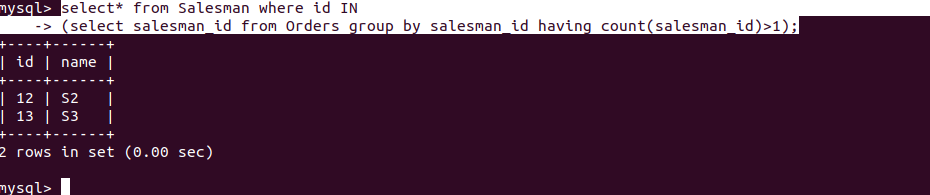 mysql> select* from Salesman where id IN
    -> (select salesman_id from Orders group by salesman_id having count(salesman_id)>1);
+----+------+
| id | name |
+----+------+
| 12 | S2   |
| 13 | S3   |
+----+------+
2 rows in set (0.00 sec)
mysql>